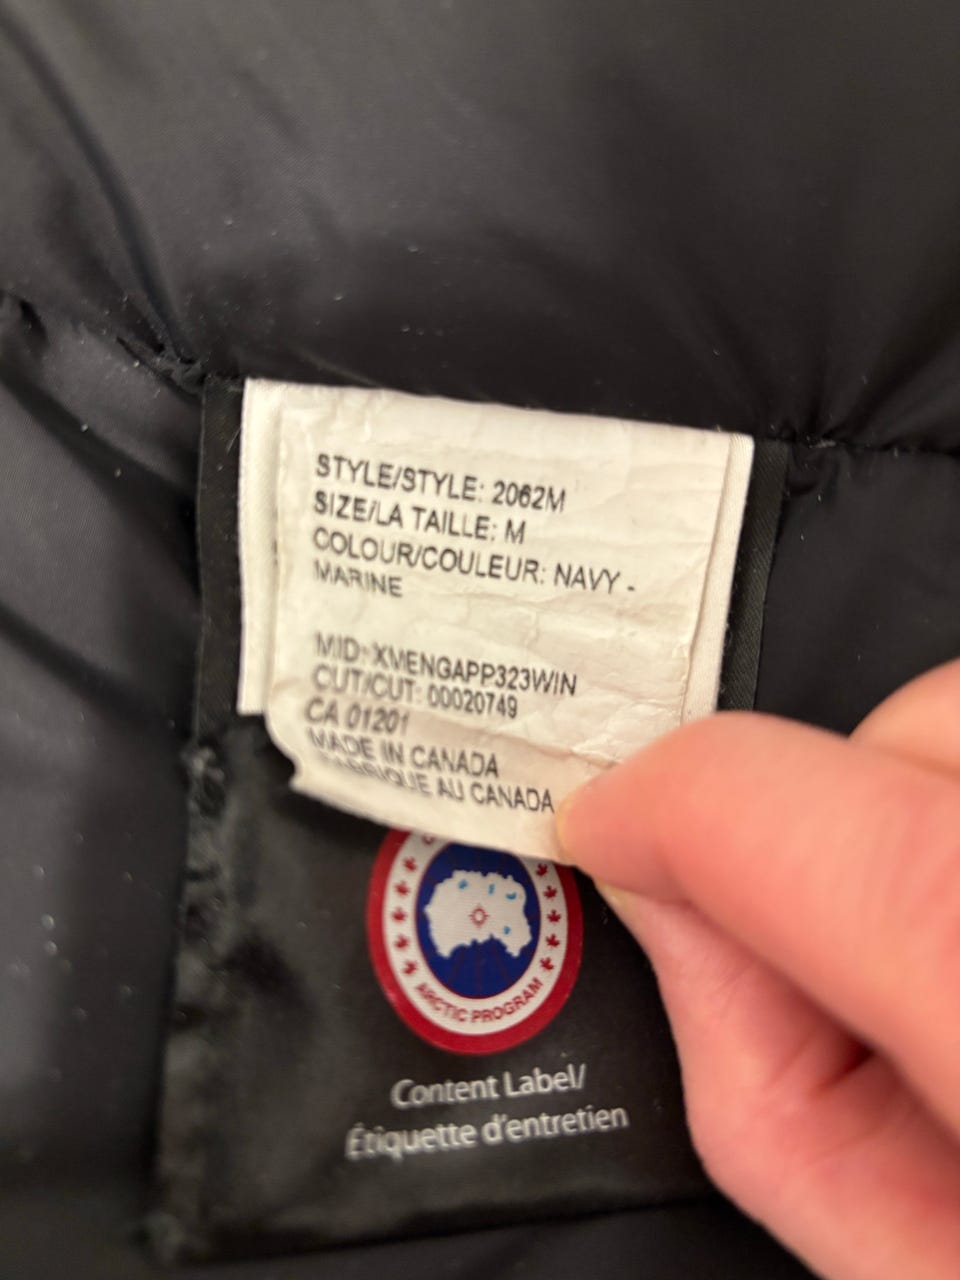 STYLE/STYLE: 2062M
SIZE/LA TAILLE: M
COLOUR/COULEUR: NAVY -
MARINE
MID: XMENGAPP323WIN
CUT/CUT: 00020749
CA 01201
MADE IN CANADA
FABRIQUE AU CANADA
ARCTIC PROGRAM
Content Label/
Étiquette d'entretien